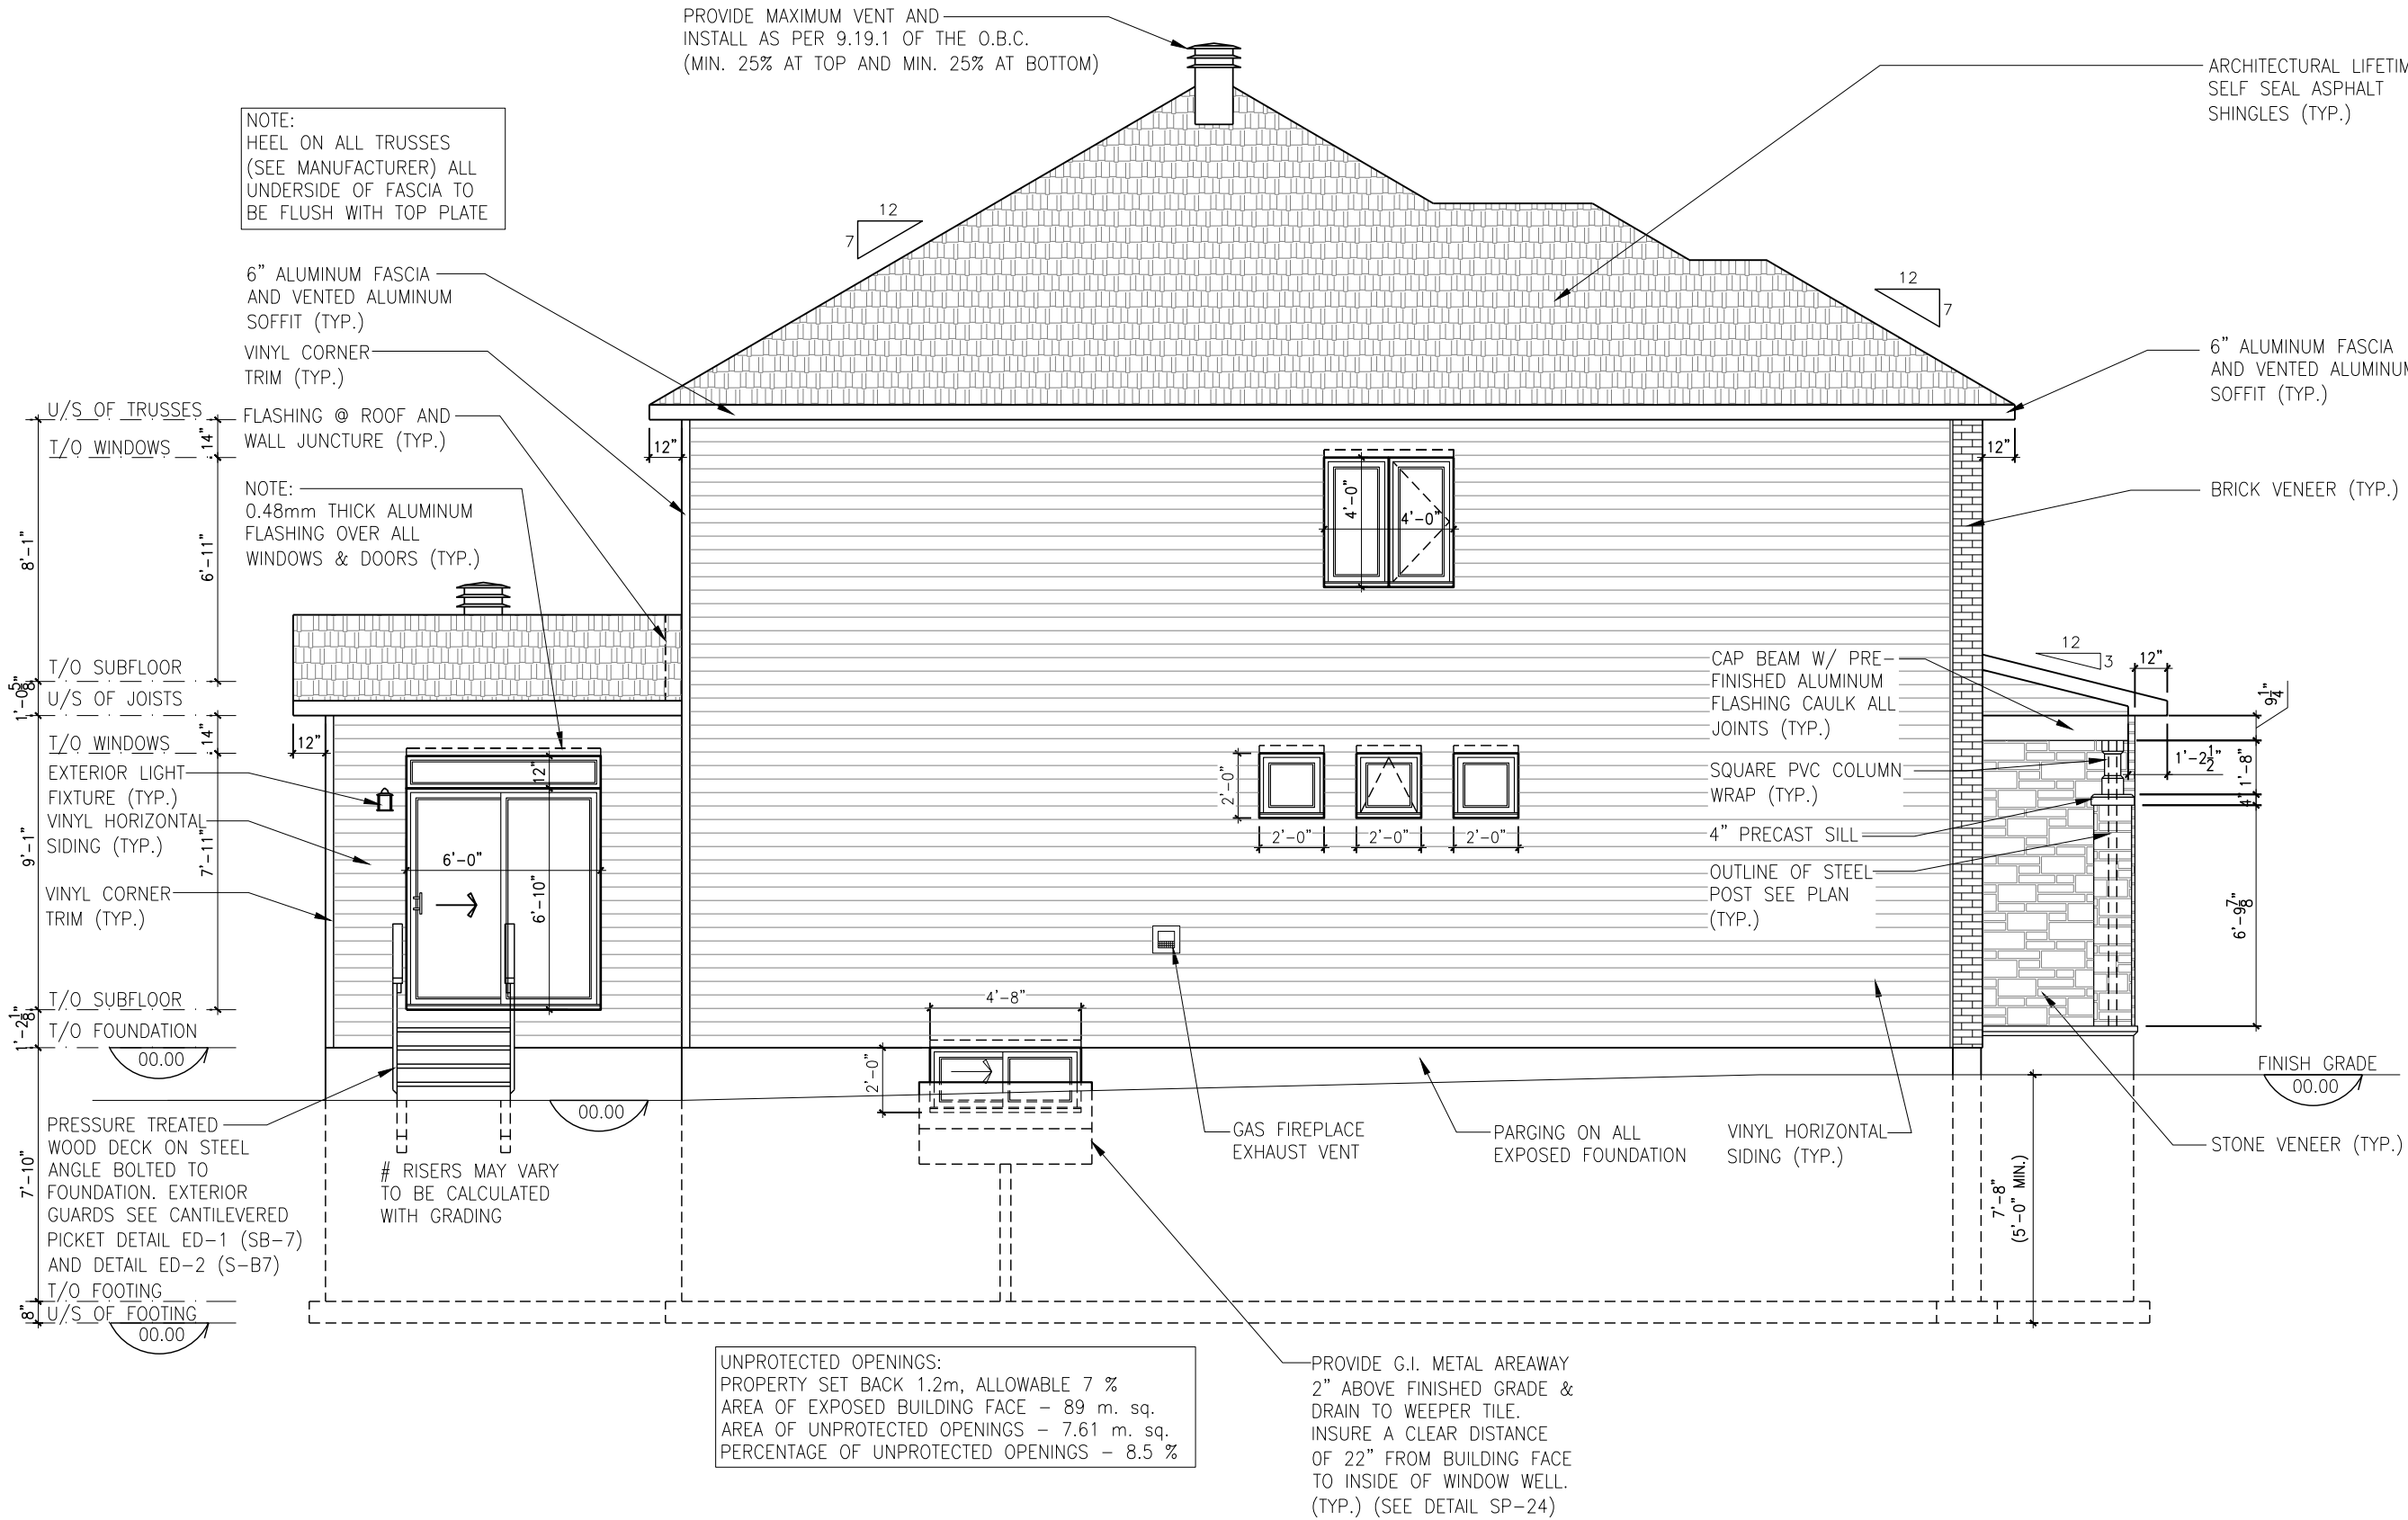 PROVIDE MAXIMUM VENT AND
INSTALL AS PER 9.19.1 OF THE O.B.C.
(MIN. 25% AT TOP AND MIN. 25% AT BOTTOM)
ARCHITECTURAL LIFETIM
SELF SEAL ASPHALT
SHINGLES (TYP.)
NOTE:
HEEL ON ALL TRUSSES
(SEE MANUFACTURER) ALL
UNDERSIDE OF FASCIA TO
BE FLUSH WITH TOP PLATE
12
7
12
7
6" ALUMINUM FASCIA
AND VENTED ALUMINUM
SOFFIT (TYP.)
VINYL CORNER
TRIM (TYP.)
FLASHING @ ROOF AND
WALL JUNCTURE (TYP.)
NOTE:
0.48mm THICK ALUMINUM
FLASHING OVER ALL
WINDOWS & DOORS (TYP.)
6" ALUMINUM FASCIA
AND VENTED ALUMINUM
SOFFIT (TYP.)
BRICK VENEER (TYP.)
U/S OF TRUSSES
T/O WINDOWS
T/O SUBFLOOR
U/S OF JOISTS
T/O WINDOWS
EXTERIOR LIGHT
FIXTURE (TYP.)
VINYL HORIZONTAL
SIDING (TYP.)
VINYL CORNER
TRIM (TYP.)
T/O SUBFLOOR
T/O FOUNDATION
00.00
14"
8'-1"
6'-11"
1'-0⅝"
14"
9'-1"
7'-11"
1'-2⅛"
7'-10"
8"
12"
12"
4'-0"
4'-0"
12"
12"
6'-0"
6'-10"
2'-0"
2'-0"
2'-0"
2'-0"
CAP BEAM W/ PRE-
FINISHED ALUMINUM
FLASHING CAULK ALL
JOINTS (TYP.)
SQUARE PVC COLUMN
WRAP (TYP.)
4" PRECAST SILL
OUTLINE OF STEEL
POST SEE PLAN
(TYP.)
12
3
12"
9¼"
1'-2½"
1'-8"
4"
6'-9⅞"
4'-8"
2'-0"
00.00
FINISH GRADE
00.00
PRESSURE TREATED
WOOD DECK ON STEEL
ANGLE BOLTED TO
FOUNDATION. EXTERIOR
GUARDS SEE CANTILEVERED
PICKET DETAIL ED-1 (SB-7)
AND DETAIL ED-2 (S-B7)
T/O FOOTING
U/S OF FOOTING
00.00
# RISERS MAY VARY
TO BE CALCULATED
WITH GRADING
GAS FIREPLACE
EXHAUST VENT
PARGING ON ALL
EXPOSED FOUNDATION
VINYL HORIZONTAL
SIDING (TYP.)
STONE VENEER (TYP.)
7'-8"
(5'-0" MIN.)
UNPROTECTED OPENINGS:
PROPERTY SET BACK 1.2m, ALLOWABLE 7 %
AREA OF EXPOSED BUILDING FACE - 89 m. sq.
AREA OF UNPROTECTED OPENINGS - 7.61 m. sq.
PERCENTAGE OF UNPROTECTED OPENINGS - 8.5 %
PROVIDE G.I. METAL AREAWAY
2" ABOVE FINISHED GRADE &
DRAIN TO WEEPER TILE.
INSURE A CLEAR DISTANCE
OF 22" FROM BUILDING FACE
TO INSIDE OF WINDOW WELL.
(TYP.) (SEE DETAIL SP-24)